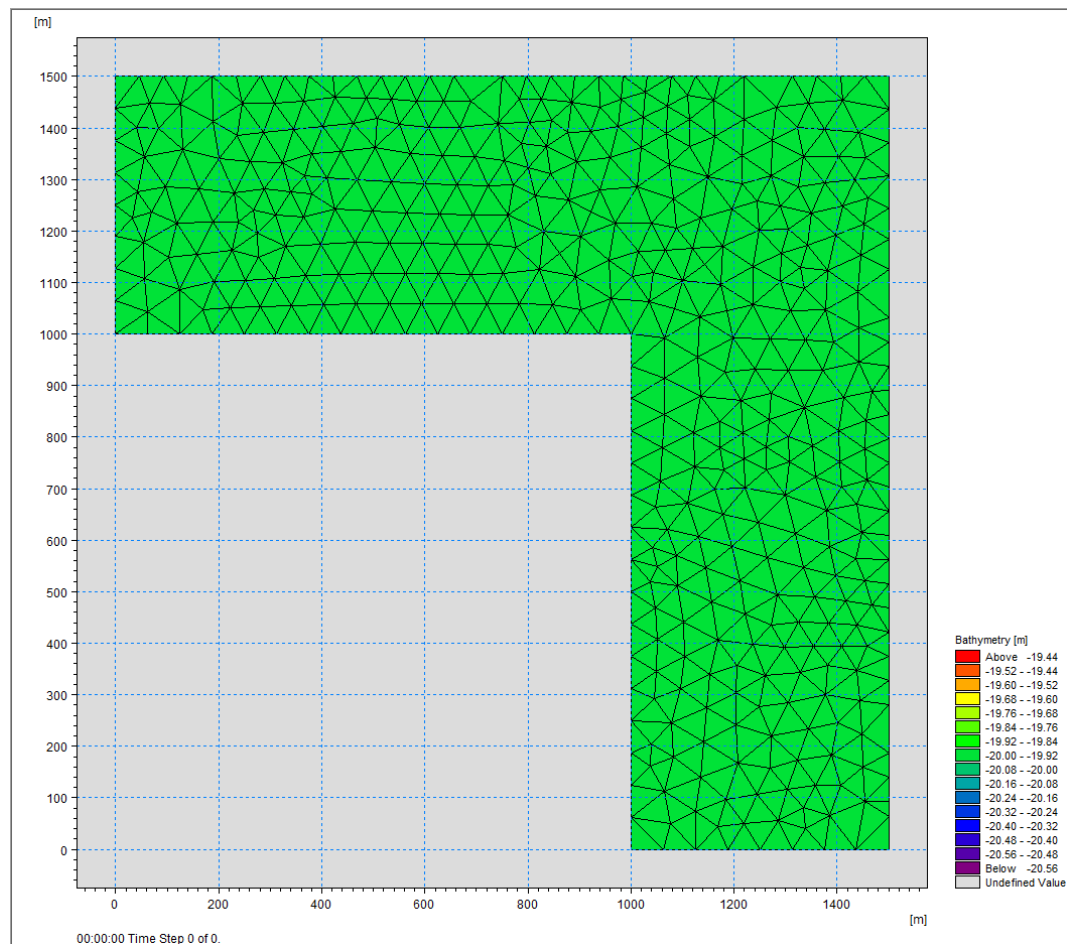 [m]
1500
1400
1300
1200
1100
1000
900
800
700
600
500
400
300
200
100
0
0
200
400
600
800
1000
1200
1400
[m]
00:00:00 Time Step 0 of 0.
Bathymetry [m]
Above -19.44
-19.52 - -19.44
-19.60 - -19.52
-19.68 - -19.60
-19.76 - -19.68
-19.84 - -19.76
-19.92 - -19.84
-20.00 - -19.92
-20.08 - -20.00
-20.16 - -20.08
-20.24 - -20.16
-20.32 - -20.24
-20.40 - -20.32
-20.48 - -20.40
-20.56 - -20.48
Below -20.56
Undefined Value